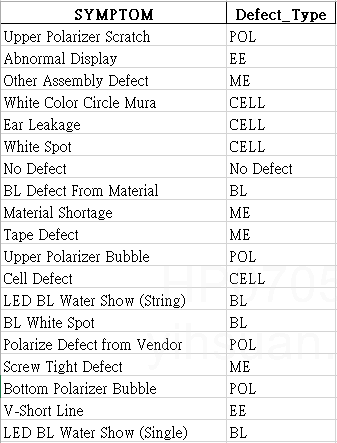 SYMPTOM Defect_Type
Upper Polarizer Scratch POL
Abnormal Display EE
Other Assembly Defect ME
White Color Circle Mura CELL
Ear Leakage CELL
White Spot CELL
No Defect No Defect
BL Defect From Material BL
Material Shortage ME
Tape Defect ME
Upper Polarizer Bubble POL
Cell Defect CELL
LED BL Water Show (String) BL
BL White Spot BL
Polarize Defect from Vendor POL
Screw Tight Defect ME
Bottom Polarizer Bubble POL
V-Short Line EE
LED BL Water Show (Single) BL